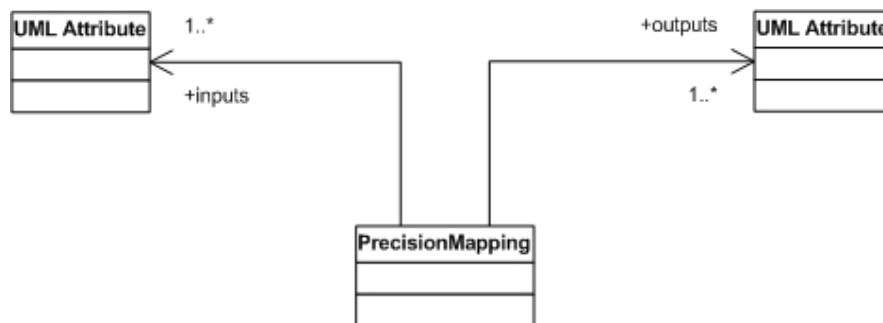 UML Attribute
1..*
+inputs
+outputs
UML Attribute
1..*
PrecisionMapping